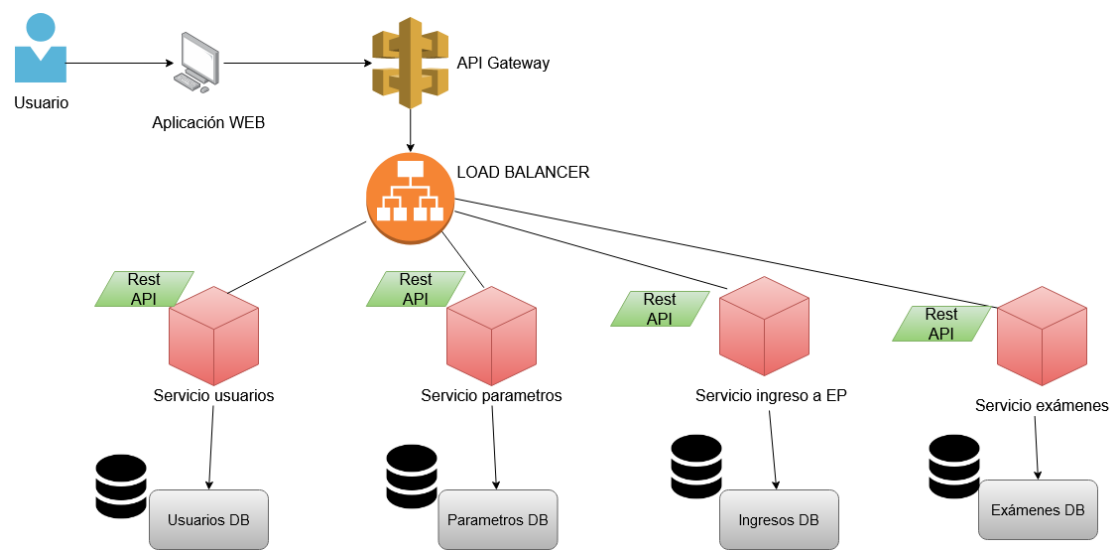 Usuario
Aplicación WEB
API Gateway
LOAD BALANCER
Rest
API
Rest
API
Rest
API
Rest
API
Servicio usuarios
Servicio parametros
Servicio ingreso a EP
Servicio exámenes
Usuarios DB
Parametros DB
Ingresos DB
Exámenes DB